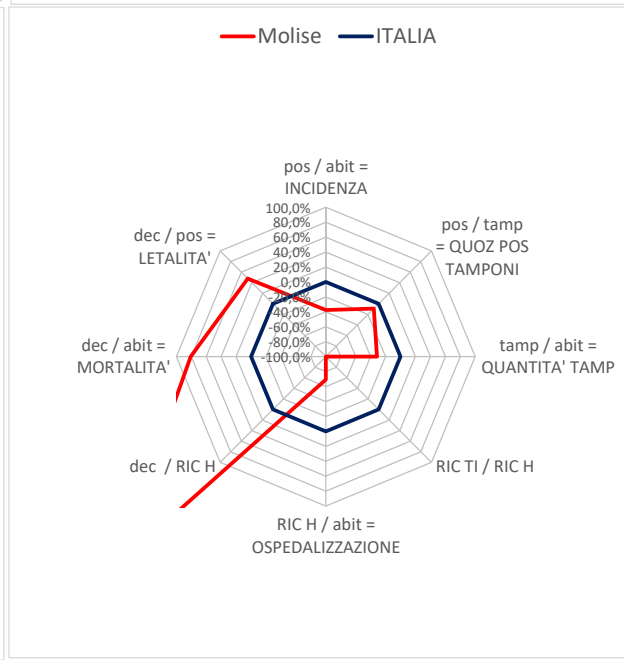 Molise ITALIA
pos / abit =
INCIDENZA
pos / tamp
= QUOZ POS
TAMPONI
tamp / abit =
QUANTITA' TAMP
RIC TI / RIC H
RIC H / abit =
OSPEDALIZZAZIONE
dec / RIC H
dec / abit =
MORTALITA'
dec / pos =
LETALITA'
100,0%
80,0%
60,0%
40,0%
20,0%
0,0%
-20,0%
-40,0%
-60,0%
-80,0%
-100,0%